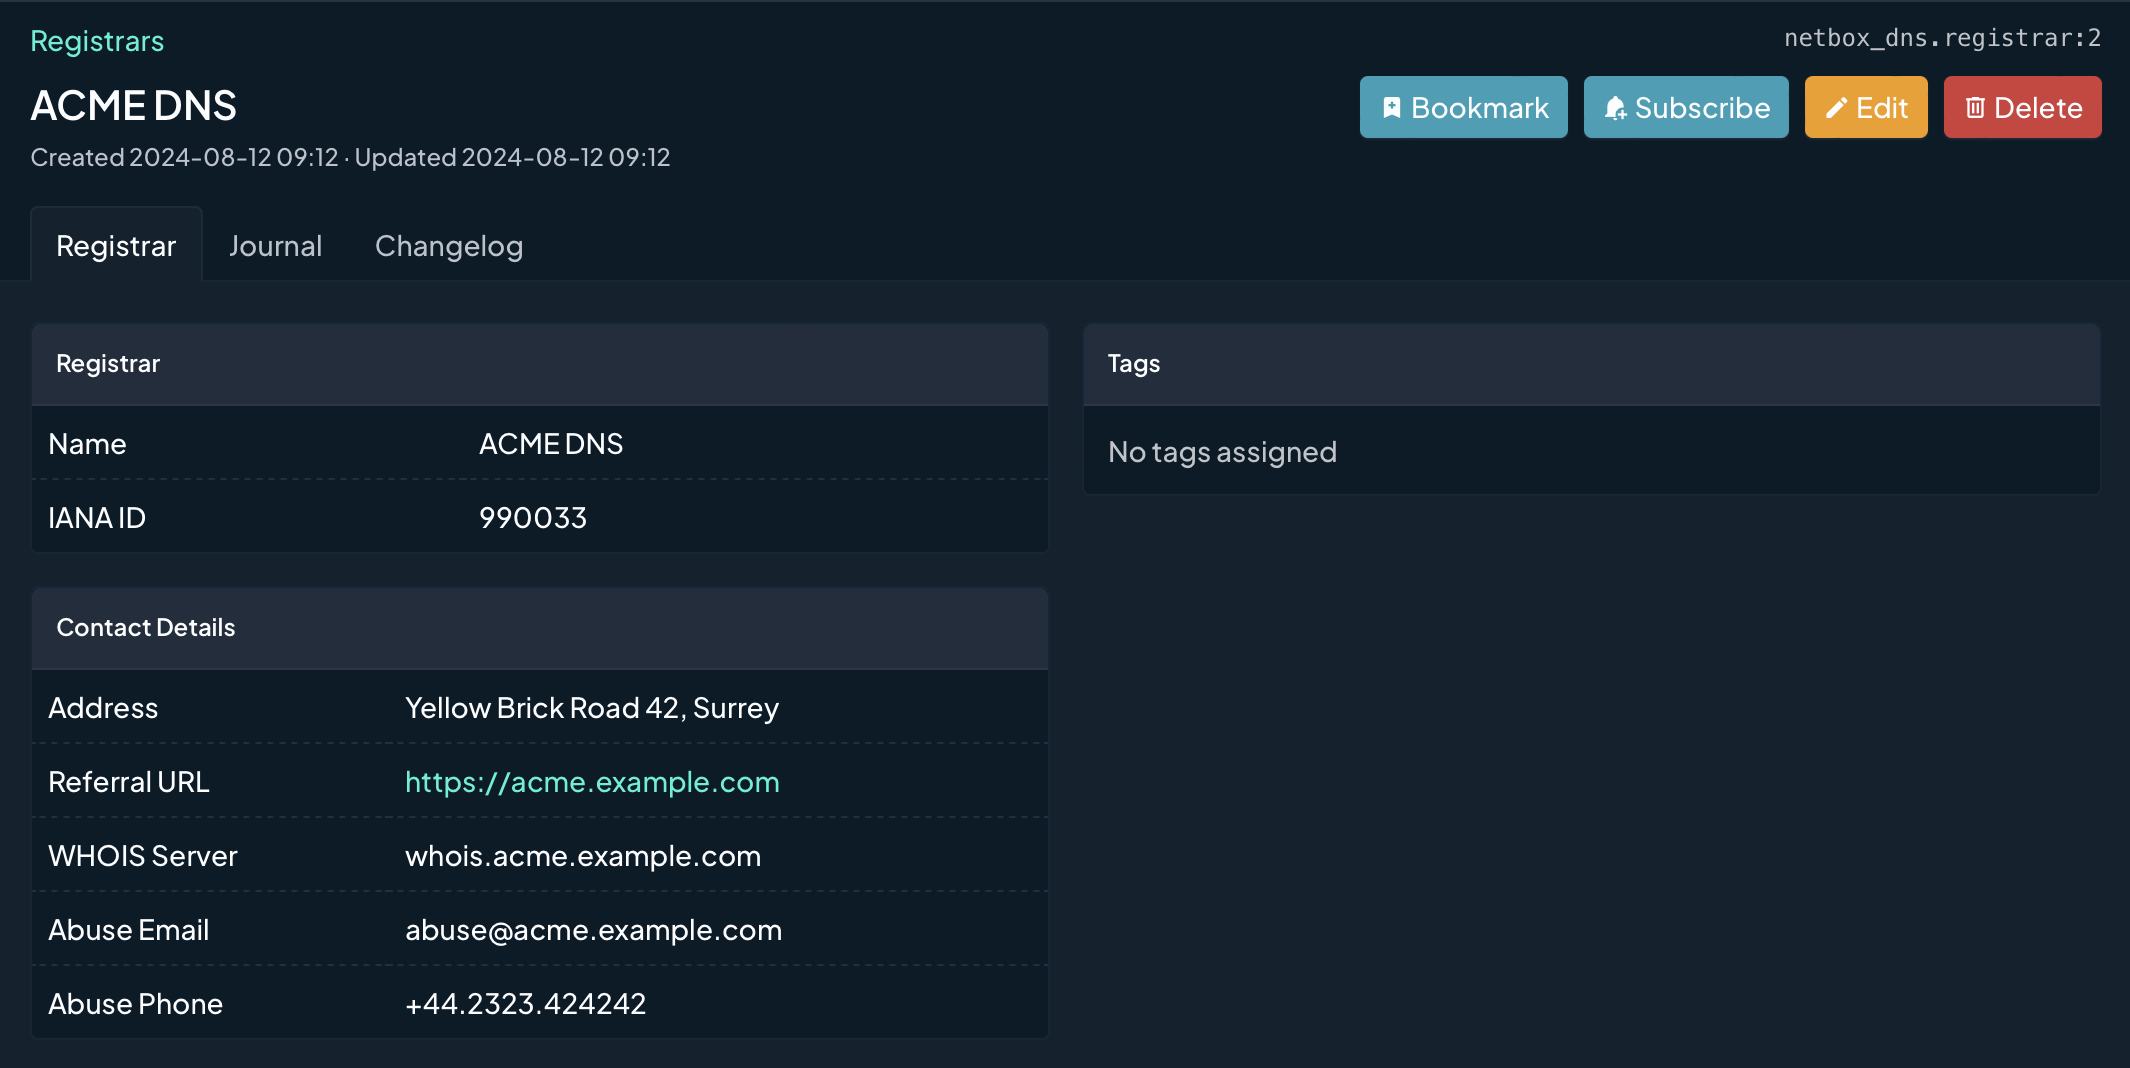 Registrars
netbox_dns.registrar:2
ACME DNS
Bookmark Subscribe Edit Delete
Created 2024-08-12 09:12 · Updated 2024-08-12 09:12
Registrar Journal Changelog
Registrar
Name ACME DNS
IANA ID 990033
Tags
No tags assigned
Contact Details
Address Yellow Brick Road 42, Surrey
Referral URL https://acme.example.com
WHOIS Server whois.acme.example.com
Abuse Email abuse@acme.example.com
Abuse Phone +44.2323.424242